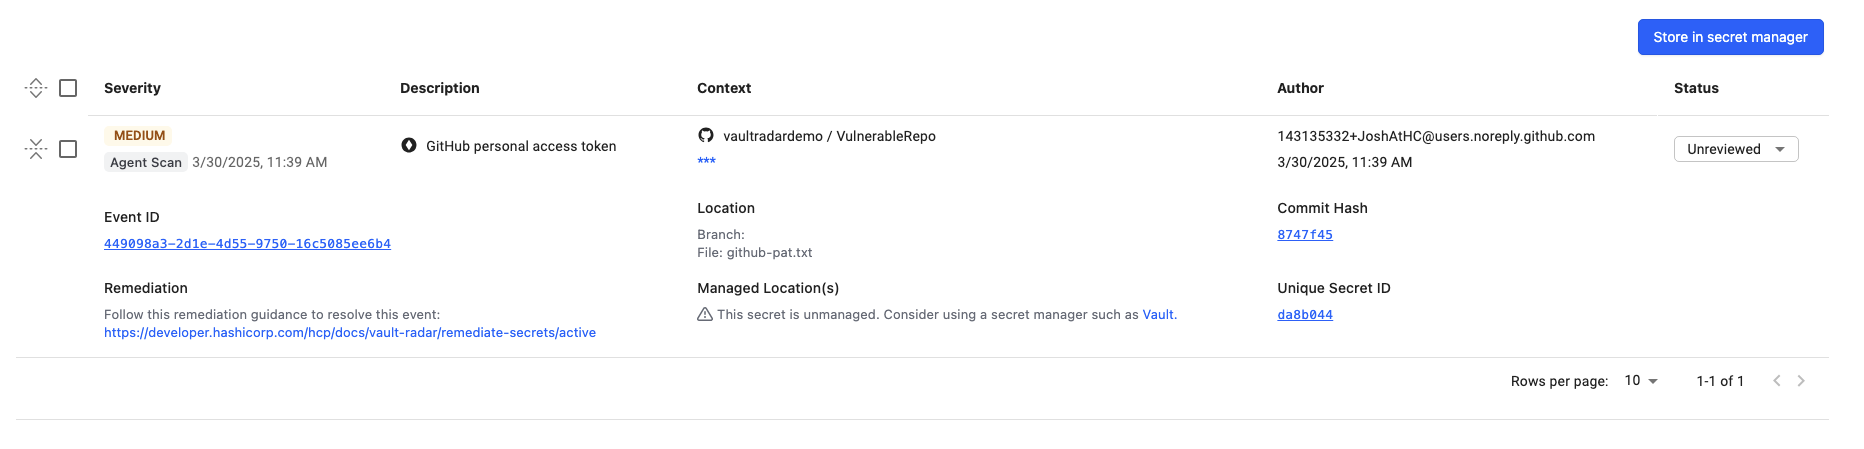 Store in secret manager
Severity Description Context Author Status
MEDIUM
Agent Scan 3/30/2025, 11:39 AM
GitHub personal access token
vaultradardemo / VulnerableRepo
***
143135332+JoshAtHC@users.noreply.github.com
3/30/2025, 11:39 AM
Unreviewed
Event ID
449098a3-2d1e-4d55-9750-16c5085ee6b4
Location
Branch:
File: github-pat.txt
Commit Hash
8747f45
Remediation
Follow this remediation guidance to resolve this event:
https://developer.hashicorp.com/hcp/docs/vault-radar/remediate-secrets/active
Managed Location(s)
This secret is unmanaged. Consider using a secret manager such as Vault.
Unique Secret ID
da8b044
Rows per page: 10 1-1 of 1